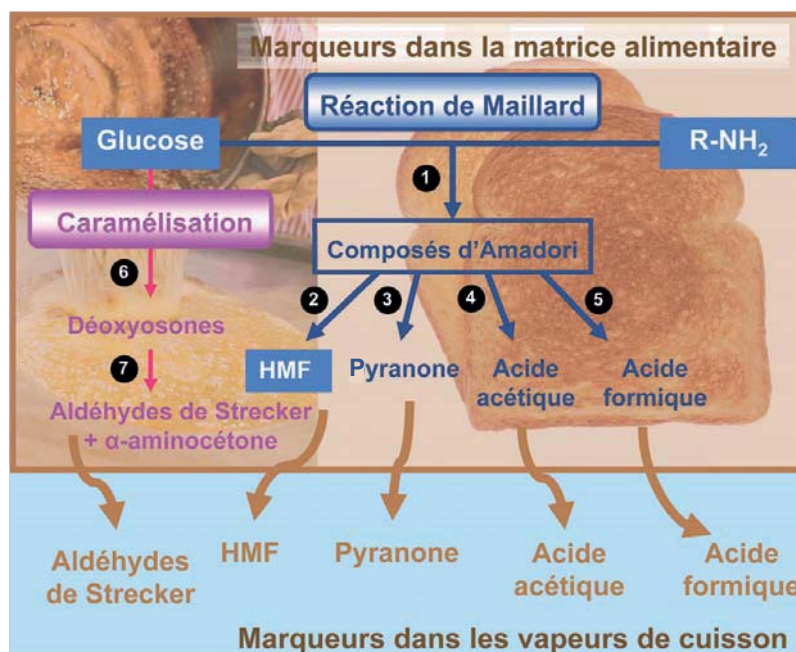 Marqueurs dans la matrice alimentaire
Réaction de Maillard
Glucose
R-NH₂
1
Caramélisation
Composés d'Amadori
6
2
3
4
5
Déoxyosones
7
HMF
Pyranone
Acide
acétique
Acide
formique
Aldéhydes de Strecker
+ α-aminocétone
Aldéhydes
de Strecker
HMF
Pyranone
Acide
acétique
Acide
formique
Marqueurs dans les vapeurs de cuisson